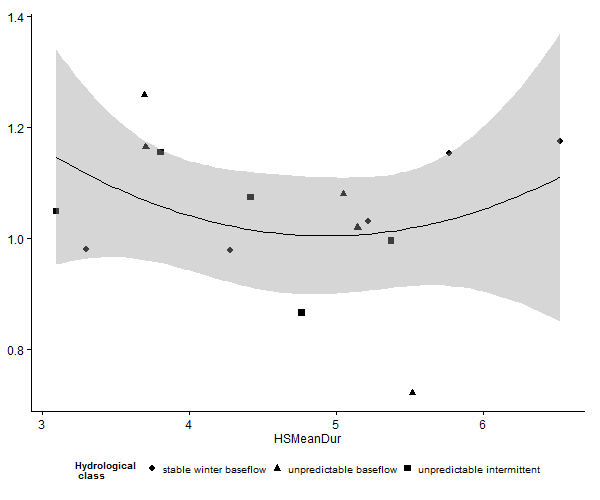 1.4
1.2
1.0
0.8
3 4 5 6
HSMeanDur
Hydrological
class
stable winter baseflow unpredictable baseflow unpredictable intermittent